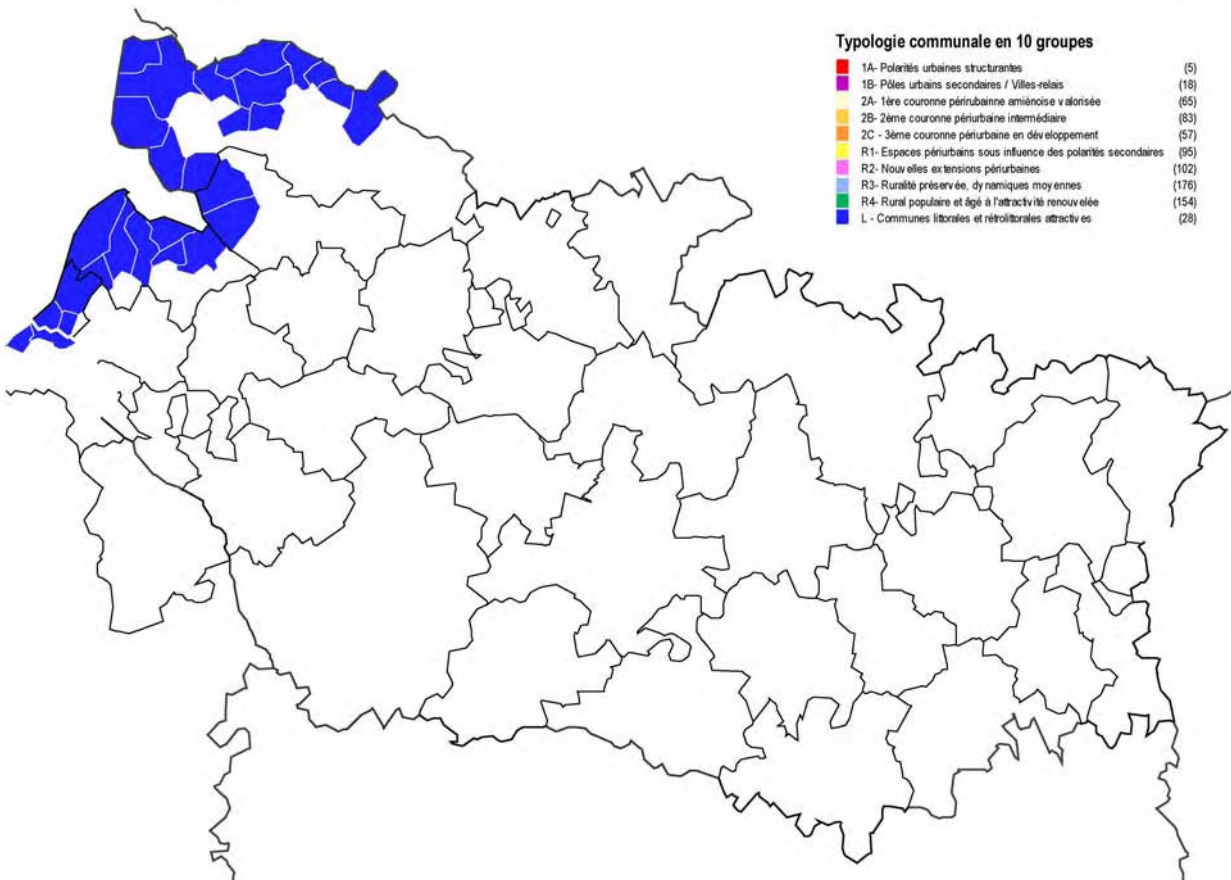 Typologie communale en 10 groupes
1A- Polarités urbaines structurantes (5)
1B- Pôles urbains secondaires / Villes-relais (18)
2A- 1ère couronne périrubainne amiénoise valorisée (65)
2B- 2ème couronne périurbaine intermédiaire (83)
2C - 3ème couronne périurbaine en développement (57)
R1- Espaces périurbains sous influence des polarités secondaires (95)
R2- Nouvelles extensions périurbaines (102)
R3- Ruralité préservée, dynamiques moyennes (176)
R4- Rural populaire et âgé à l'attractivité renouvelée (154)
L - Communes littorales et rétrolittorales attractives (28)